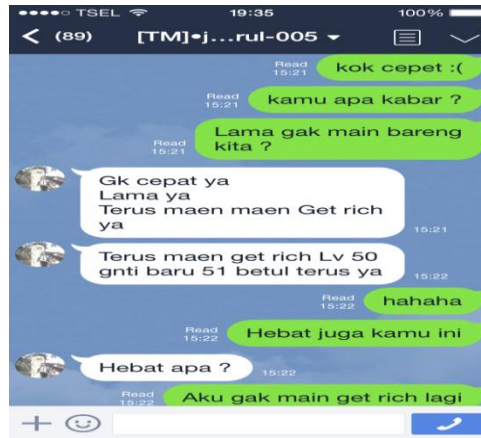 TSEL 19:35 100%
(89) [TM]•j...rul-005
Read
15:21
kok cepet :(
Read
15:21
kamu apa kabar ?
Read
15:21
Lama gak main bareng
kita ?
Gk cepat ya
Lama ya
Terus maen maen Get rich
ya
15:21
Terus maen get rich Lv 50
gnti baru 51 betul terus ya
15:22
Read
15:22
hahaha
Read
15:22
Hebat juga kamu ini
Hebat apa ?
15:22
Read
15:22
Aku gak main get rich lagi